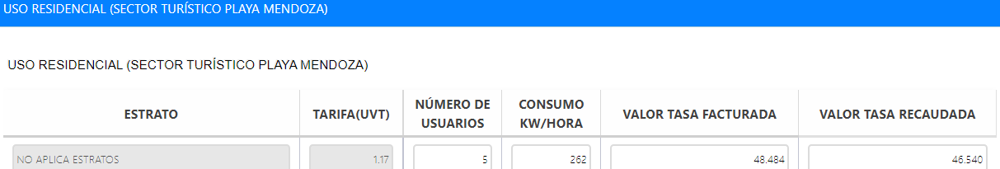 USO RESIDENCIAL (SECTOR TURÍSTICO PLAYA MENDOZA)
USO RESIDENCIAL (SECTOR TURÍSTICO PLAYA MENDOZA)
ESTRATO TARIFA(UVT) NÚMERO DE USUARIOS CONSUMO KW/HORA VALOR TASA FACTURADA VALOR TASA RECAUDADA
NO APLICA ESTRATOS 1.17 5 262 48.484 46.540